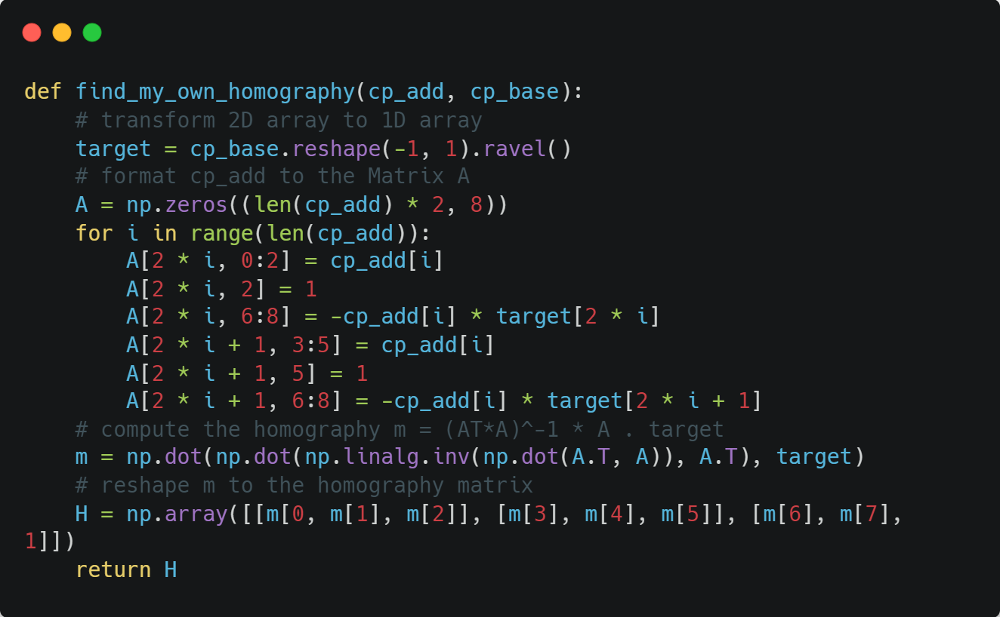 def find_my_own_homography(cp_add, cp_base):
    # transform 2D array to 1D array
    target = cp_base.reshape(-1, 1).ravel()
    # format cp_add to the Matrix A
    A = np.zeros((len(cp_add) * 2, 8))
    for i in range(len(cp_add)):
        A[2 * i, 0:2] = cp_add[i]
        A[2 * i, 2] = 1
        A[2 * i, 6:8] = -cp_add[i] * target[2 * i]
        A[2 * i + 1, 3:5] = cp_add[i]
        A[2 * i + 1, 5] = 1
        A[2 * i + 1, 6:8] = -cp_add[i] * target[2 * i + 1]
    # compute the homography m = (AT*A)^-1 * A . target
    m = np.dot(np.dot(np.linalg.inv(np.dot(A.T, A)), A.T), target)
    # reshape m to the homography matrix
    H = np.array([[m[0, m[1], m[2]], [m[3], m[4], m[5]], [m[6], m[7],
1]])
    return H